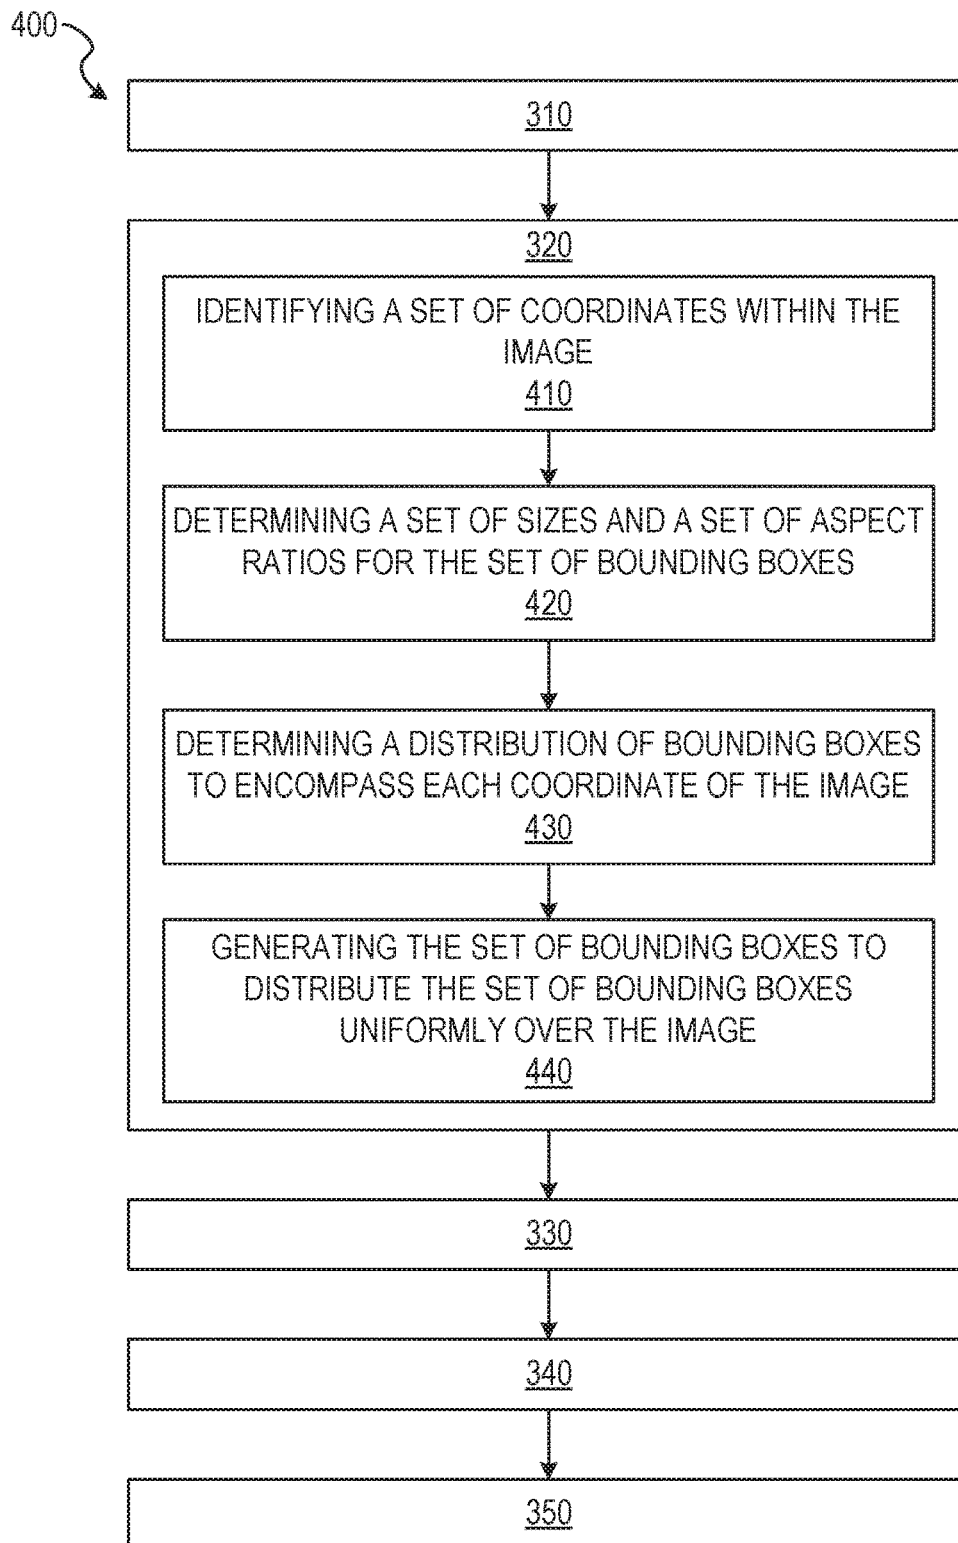 400
310
320
IDENTIFYING A SET OF COORDINATES WITHIN THE
IMAGE
410
DETERMINING A SET OF SIZES AND A SET OF ASPECT
RATIOS FOR THE SET OF BOUNDING BOXES
420
DETERMINING A DISTRIBUTION OF BOUNDING BOXES
TO ENCOMPASS EACH COORDINATE OF THE IMAGE
430
GENERATING THE SET OF BOUNDING BOXES TO
DISTRIBUTE THE SET OF BOUNDING BOXES
UNIFORMLY OVER THE IMAGE
440
330
340
350